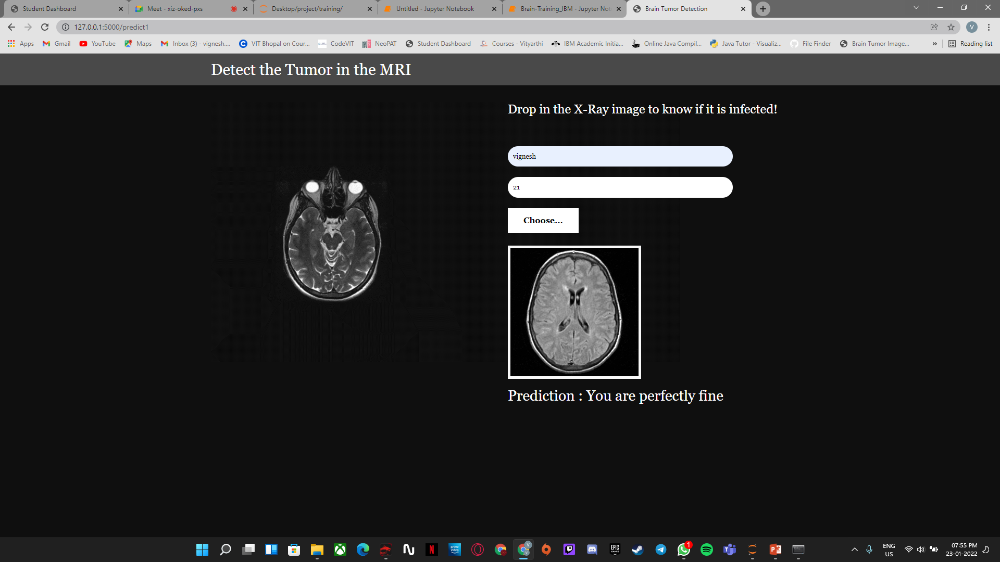 Student Dashboard
Meet - xiz-oked-pxs
Desktop/project/training/
Untitled - Jupyter Notebook
Brain-Training_IBM - Jupyter Not
Brain Tumor Detection
127.0.0.1:5000/predict1
V
Apps
Gmail
YouTube
Maps
Inbox (3) - vignesh....
VIT Bhopal on Cour...
CodeVIT
NeoPAT
Student Dashboard
Courses - Vityarthi
IBM Academic Initia...
Online Java Compil...
Java Tutor - Visualiz...
File Finder
Brain Tumor Image...
»
Reading list
Detect the Tumor in the MRI
Drop in the X-Ray image to know if it is infected!
vignesh
21
Choose...
Prediction : You are perfectly fine
prime video
EPIC GAMES
1
ENG
US
07:55 PM
23-01-2022